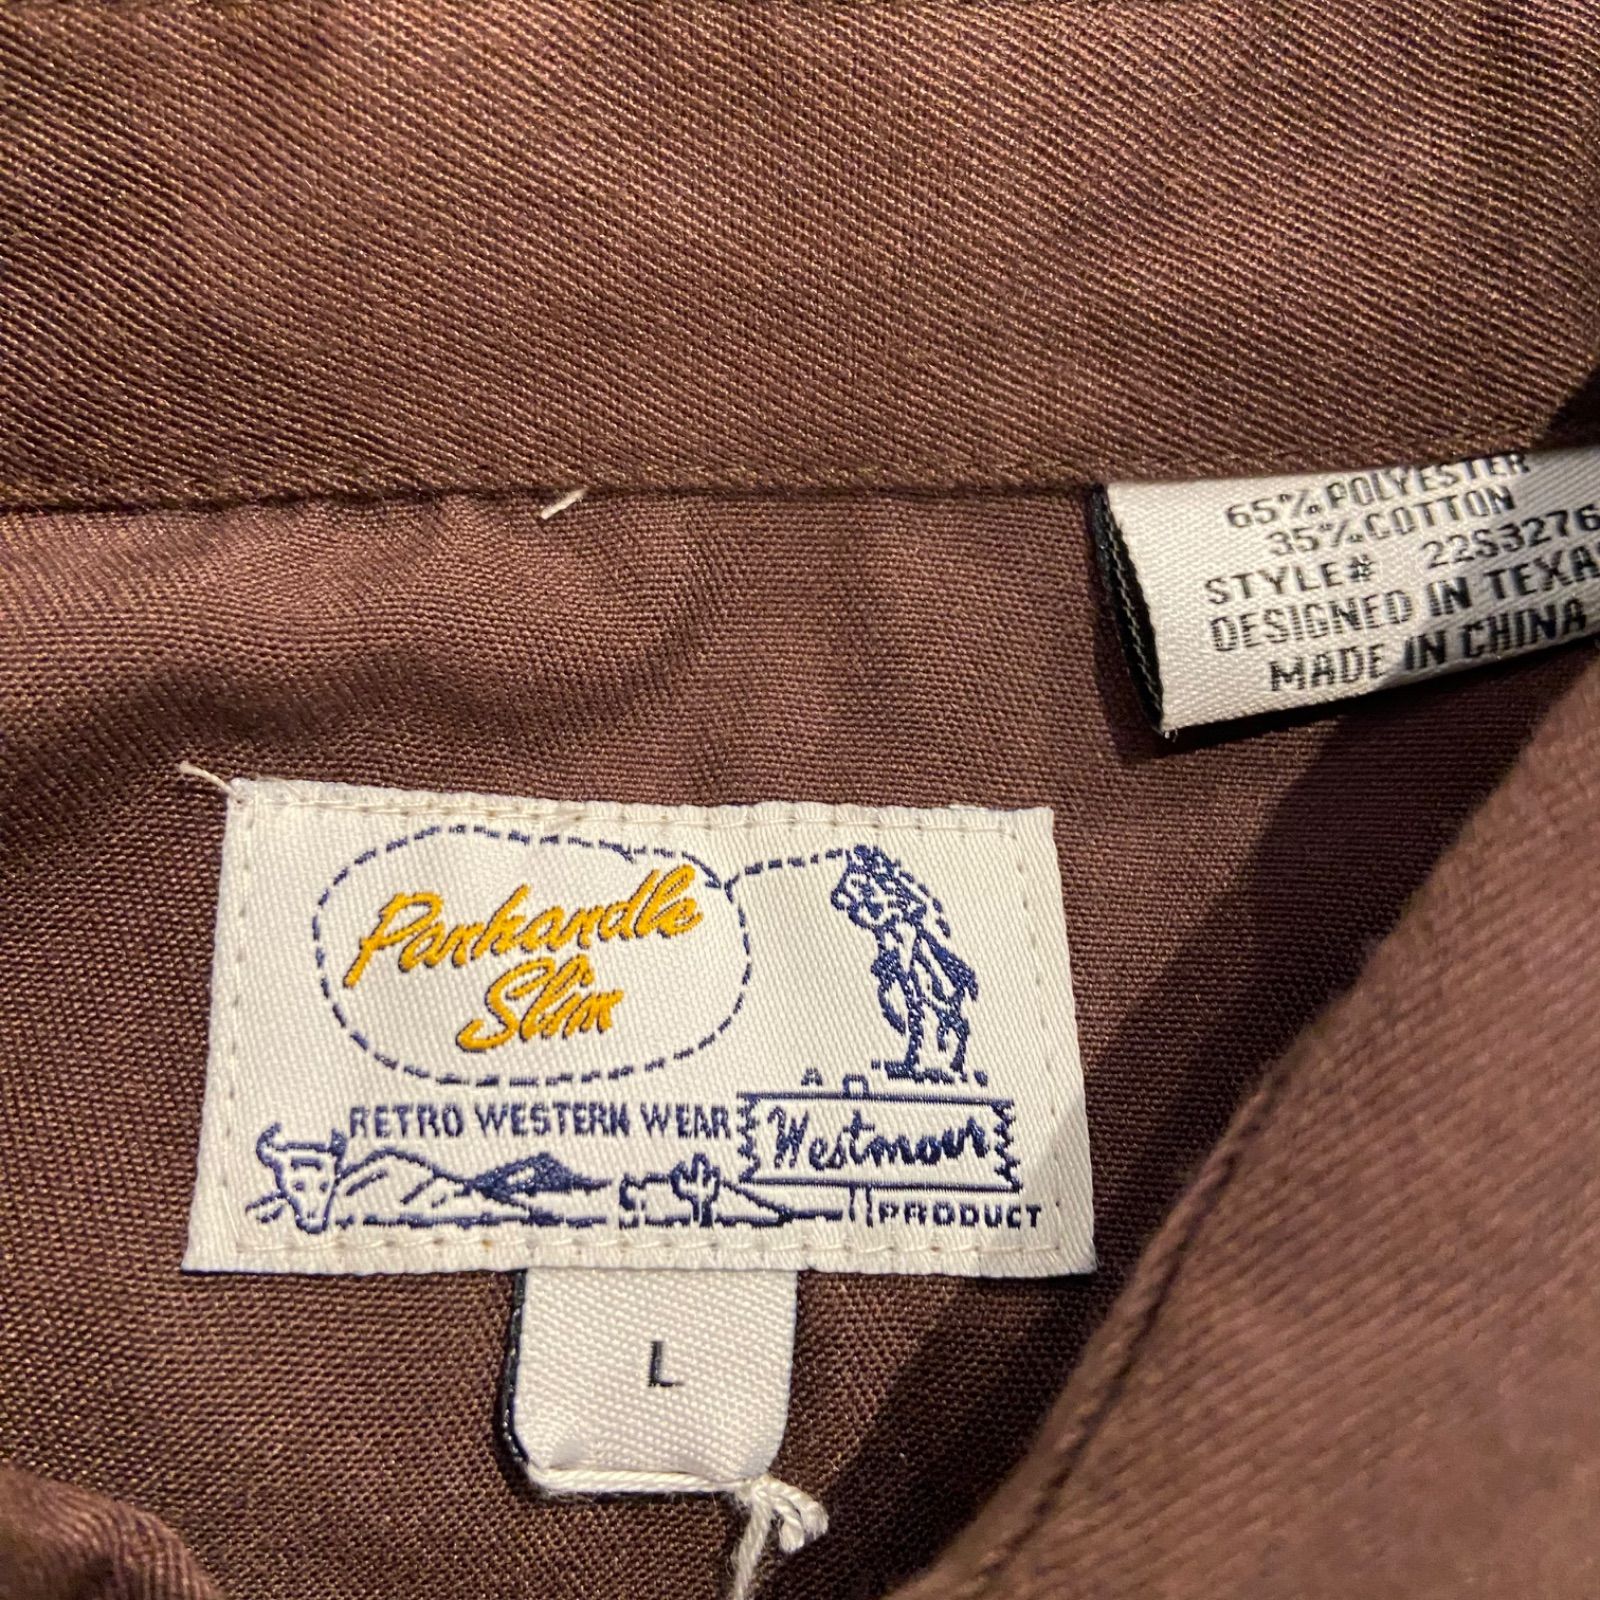 65% POLYESTER
35% COTTON
STYLE# 22S3276
DESIGNED IN TEXAS
MADE IN CHINA
Panhandle
Slim
RETRO WESTERN WEAR
A
Westmoor
PRODUCT
L